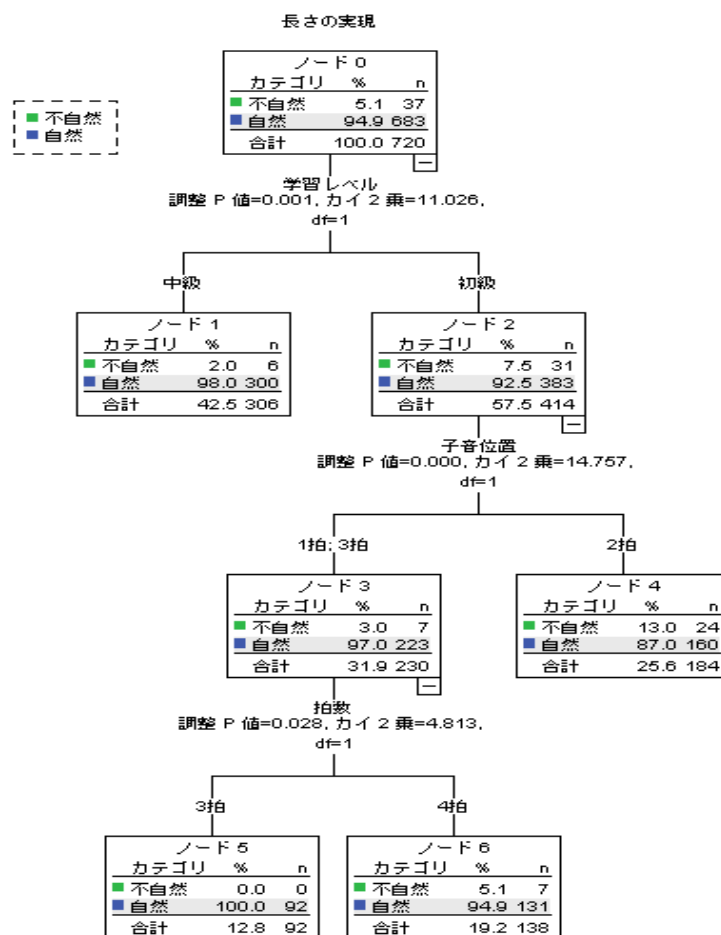 長さの実現
不自然
自然
ノード 0
カテゴリ % n
不自然 5.1 37
自然 94.9 683
合計 100.0 720
学習レベル
調整 P 値=0.001, カイ 2 乗=11.026,
df=1
中級
初級
ノード 1
カテゴリ % n
不自然 2.0 6
自然 98.0 300
合計 42.5 306
ノード 2
カテゴリ % n
不自然 7.5 31
自然 92.5 383
合計 57.5 414
子音位置
調整 P 値=0.000, カイ 2 乗=14.757,
df=1
1拍; 3拍
2拍
ノード 3
カテゴリ % n
不自然 3.0 7
自然 97.0 223
合計 31.9 230
ノード 4
カテゴリ % n
不自然 13.0 24
自然 87.0 160
合計 25.6 184
拍数
調整 P 値=0.028, カイ 2 乗=4.813,
df=1
3拍
4拍
ノード 5
カテゴリ % n
不自然 0.0 0
自然 100.0 92
合計 12.8 92
ノード 6
カテゴリ % n
不自然 5.1 7
自然 94.9 131
合計 19.2 138